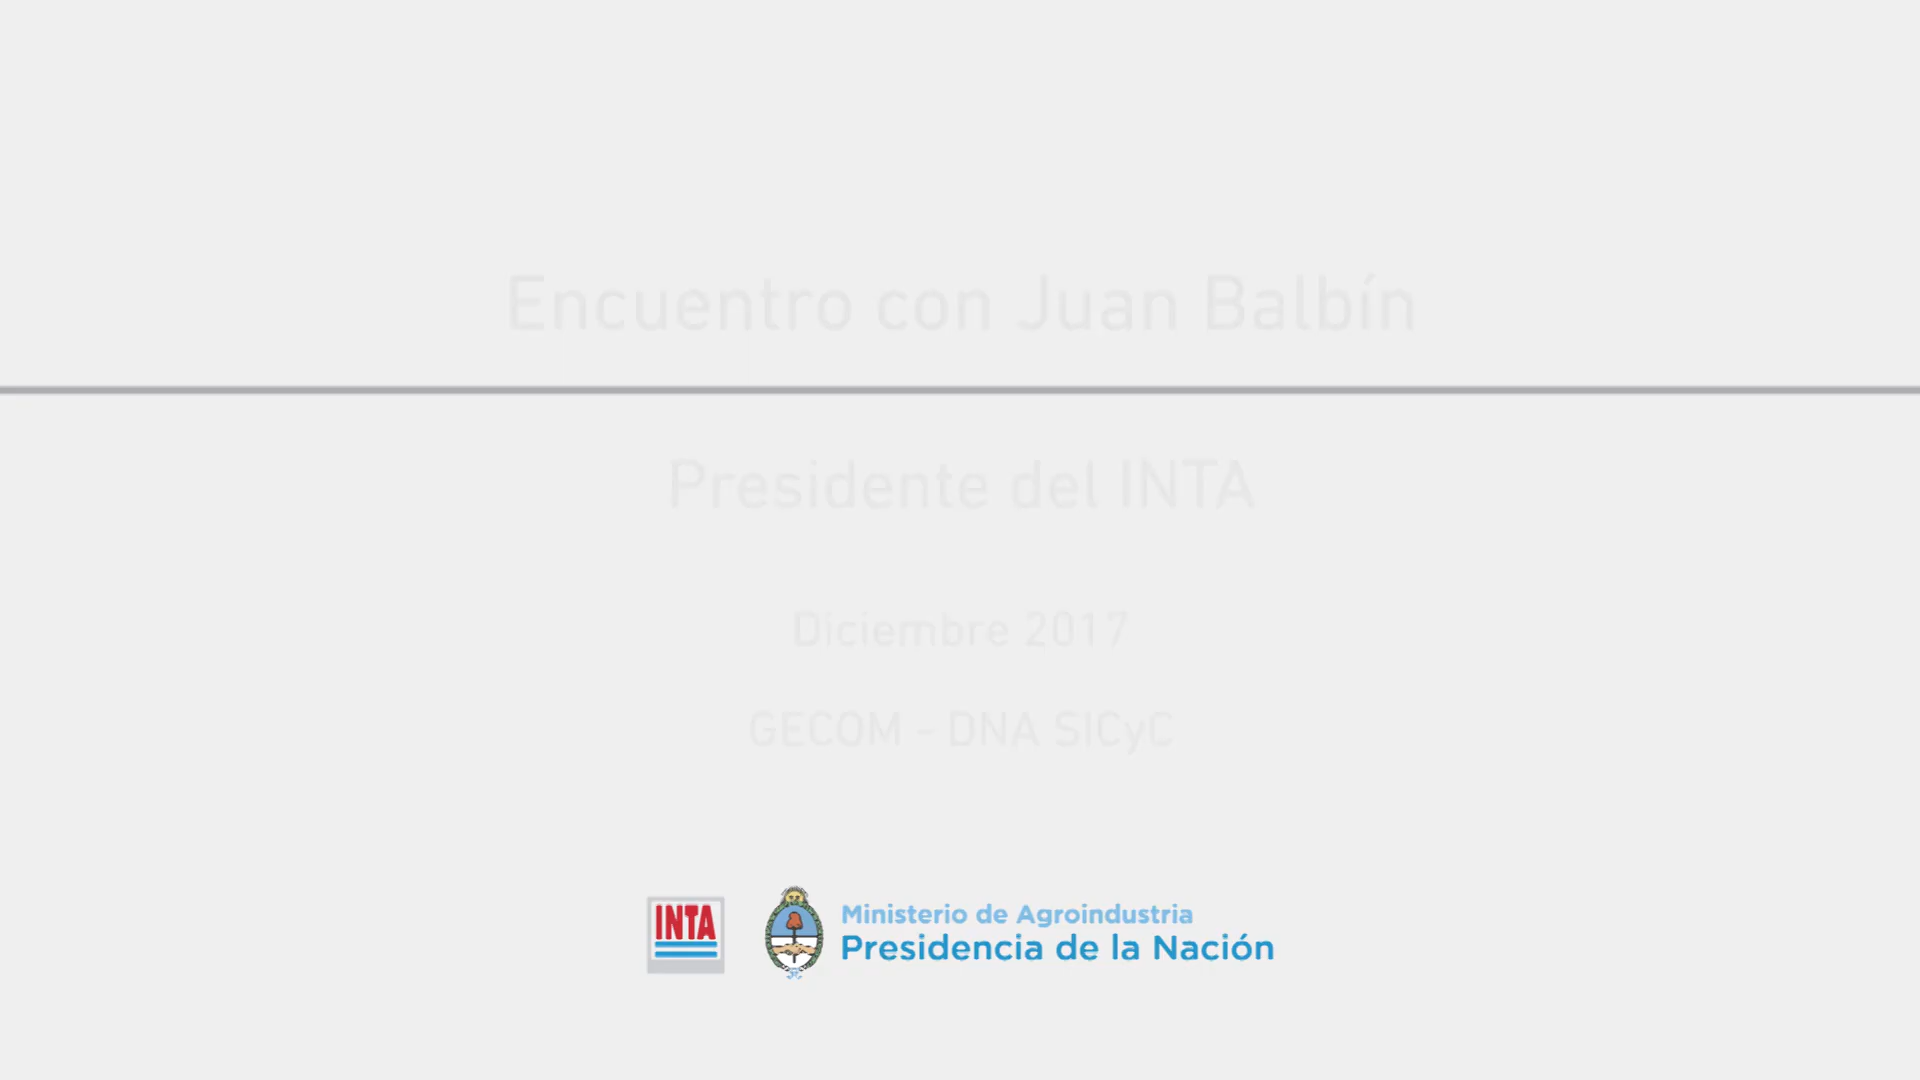 Encuentro con Juan Balbín
Presidente del INTA
Diciembre 2017
GECOM - DNA SICyC
INTA
Ministerio de Agroindustria
Presidencia de la Nación